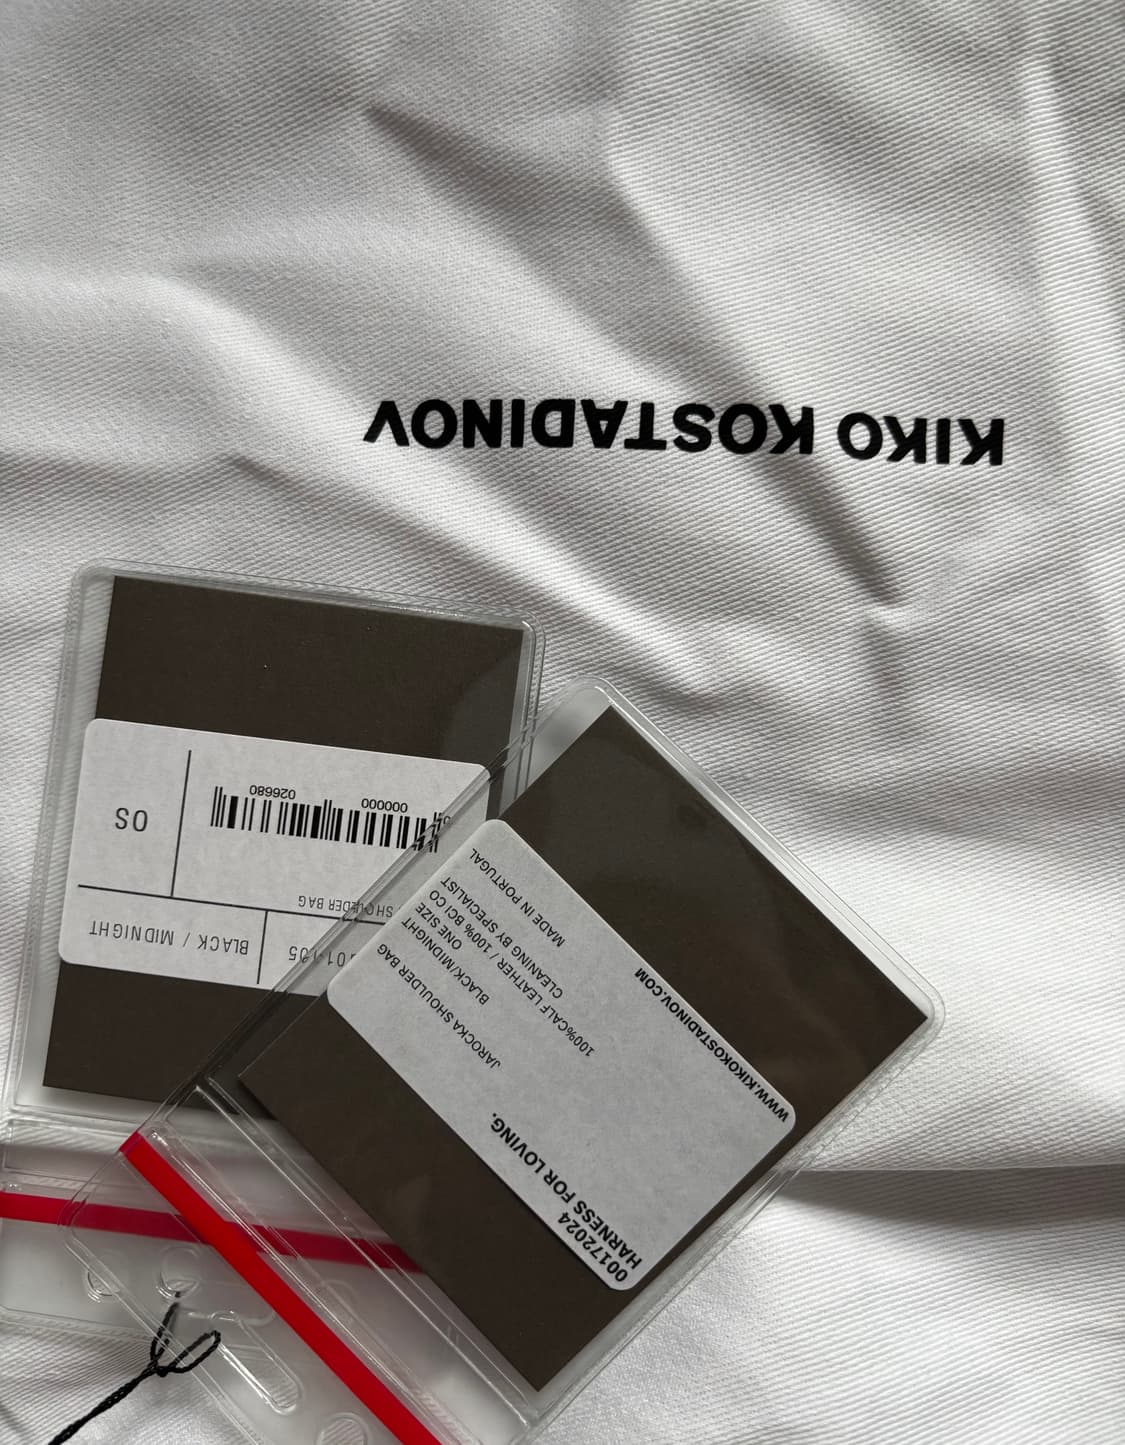 KIKO KOSTADINOV
00172024
HARNESS FOR LOVING.
JAROCKA SHOULDER BAG
BLACK/MIDNIGHT
ONE SIZE
100%CALF LEATHER / 100% BCI CO
CLEANING BY SPECIALIST
MADE IN PORTUGAL
WWW.KIKOKOSTADINOV.COM
BLACK / MIDNIGHT
SHOULDER BAG
OS
000000
026680